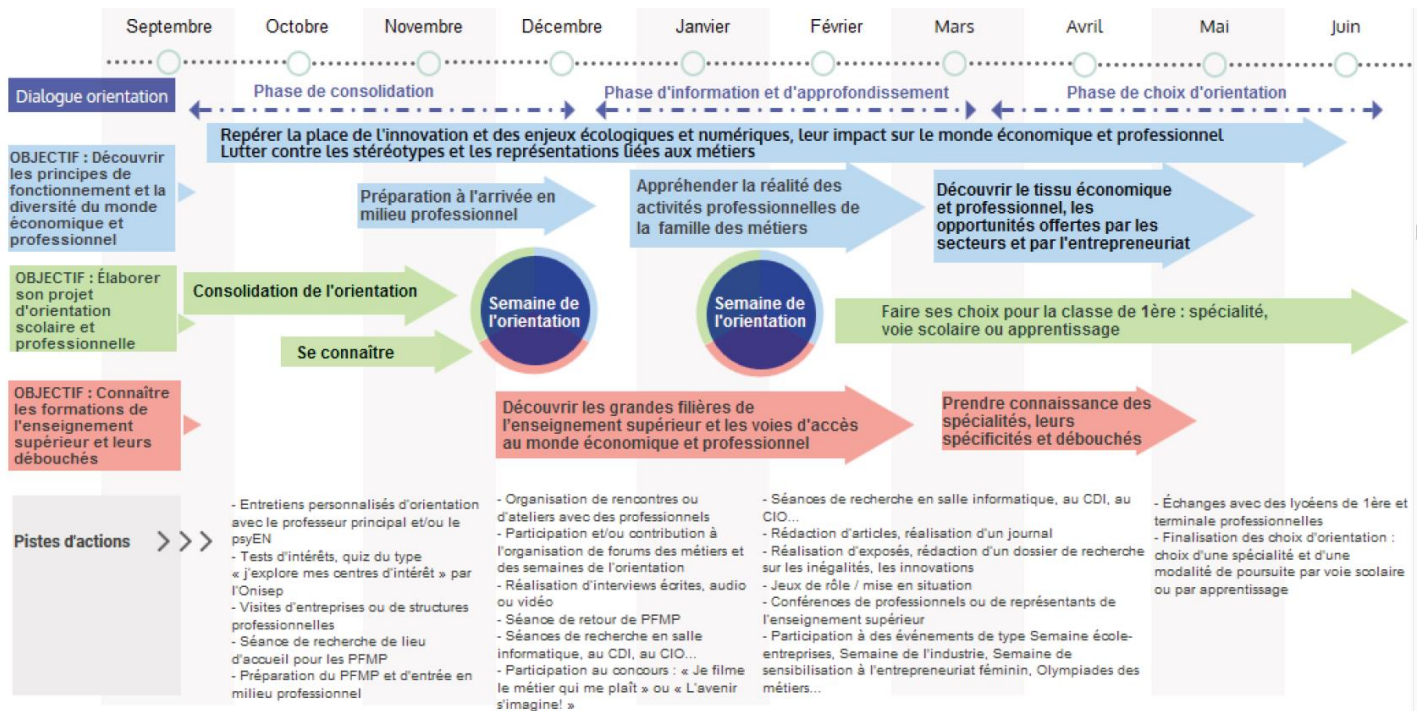 Septembre Octobre Novembre Décembre Janvier Février Mars Avril Mai Juin
Dialogue orientation
Phase de consolidation
Phase d'information et d'approfondissement
Phase de choix d'orientation
Repérer la place de l'innovation et des enjeux écologiques et numériques, leur impact sur le monde économique et professionnel
Lutter contre les stéréotypes et les représentations liées aux métiers
OBJECTIF : Découvrir
les principes de
fonctionnement et la
diversité du monde
économique et
professionnel
Préparation à l'arrivée en
milieu professionnel
Appréhender la réalité des
activités professionnelles de
la famille des métiers
Découvrir le tissu économique
et professionnel, les
opportunités offertes par les
secteurs et par l'entrepreneuriat
OBJECTIF : Élaborer
son projet
d'orientation
scolaire et
professionnelle
Consolidation de l'orientation
Se connaître
Semaine de
l'orientation
Semaine de
l'orientation
Faire ses choix pour la classe de 1ère : spécialité,
voie scolaire ou apprentissage
OBJECTIF : Connaître
les formations de
l'enseignement
supérieur et leurs
débouchés
Découvrir les grandes filières de
l'enseignement supérieur et les voies d'accès
au monde économique et professionnel
Prendre connaissance des
spécialités, leurs
spécificités et débouchés
Pistes d'actions
- Entretiens personnalisés d'orientation
avec le professeur principal et/ou le
psyEN
- Tests d'intérêts, quiz du type
« j'explore mes centres d'intérêt » par
l'Onisep
- Visites d'entreprises ou de structures
professionnelles
- Séance de recherche de lieu
d'accueil pour les PFMP
- Préparation du PFMP et d'entrée en
milieu professionnel
- Organisation de rencontres ou
d'ateliers avec des professionnels
- Participation et/ou contribution à
l'organisation de forums des métiers et
des semaines de l'orientation
- Réalisation d'interviews écrites, audio
ou vidéo
- Séance de retour de PFMP
- Séances de recherche en salle
informatique, au CDI, au CIO...
- Participation au concours : « Je filme
le métier qui me plaît » ou « L'avenir
s'imagine! »
- Séances de recherche en salle informatique, au CDI, au
CIO...
- Rédaction d'articles, réalisation d'un journal
- Réalisation d'exposés, rédaction d'un dossier de recherche
sur les inégalités, les innovations
- Jeux de rôle / mise en situation
- Conférences de professionnels ou de représentants de
l'enseignement supérieur
- Participation à des événements de type Semaine école-
entreprises, Semaine de l'industrie, Semaine de
sensibilisation à l'entrepreneuriat féminin, Olympiades des
métiers...
- Échanges avec des lycéens de 1ère et
terminale professionnelles
- Finalisation des choix d'orientation :
choix d'une spécialité et d'une
modalité de poursuite par voie scolaire
ou par apprentissage